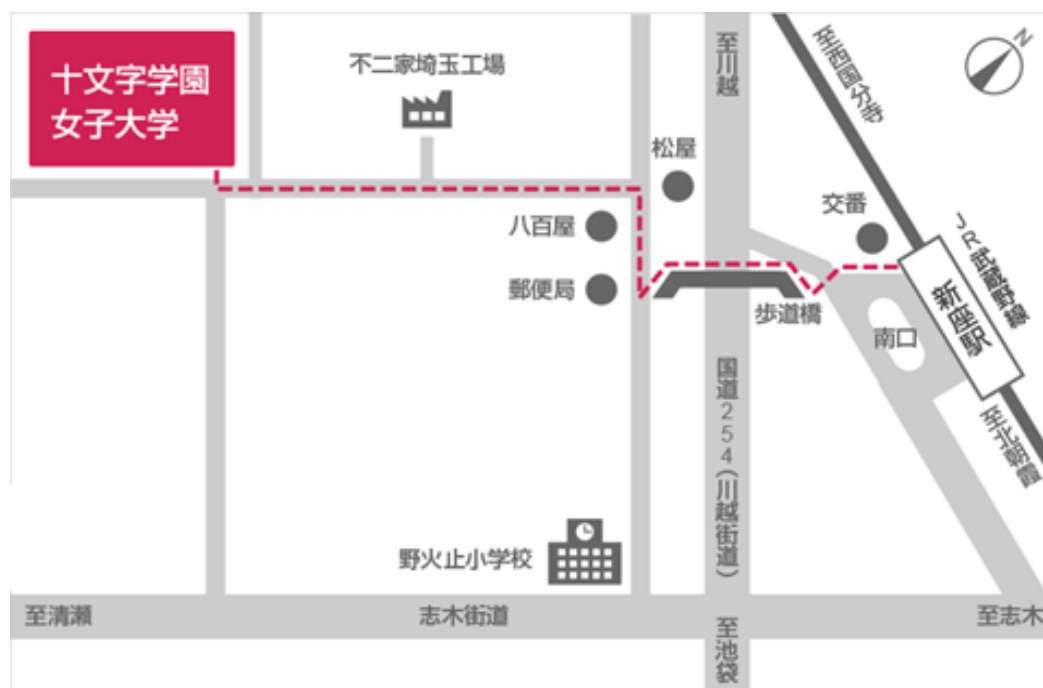 十文字学園
女子大学
不二家埼玉工場
至川越
至西国分寺
N
松屋
交番
八百屋
JR武蔵野線
郵便局
歩道橋
南口
新座駅
国道254(川越街道)
至北朝霞
野火止小学校
至清瀬
志木街道
至志木
至池袋